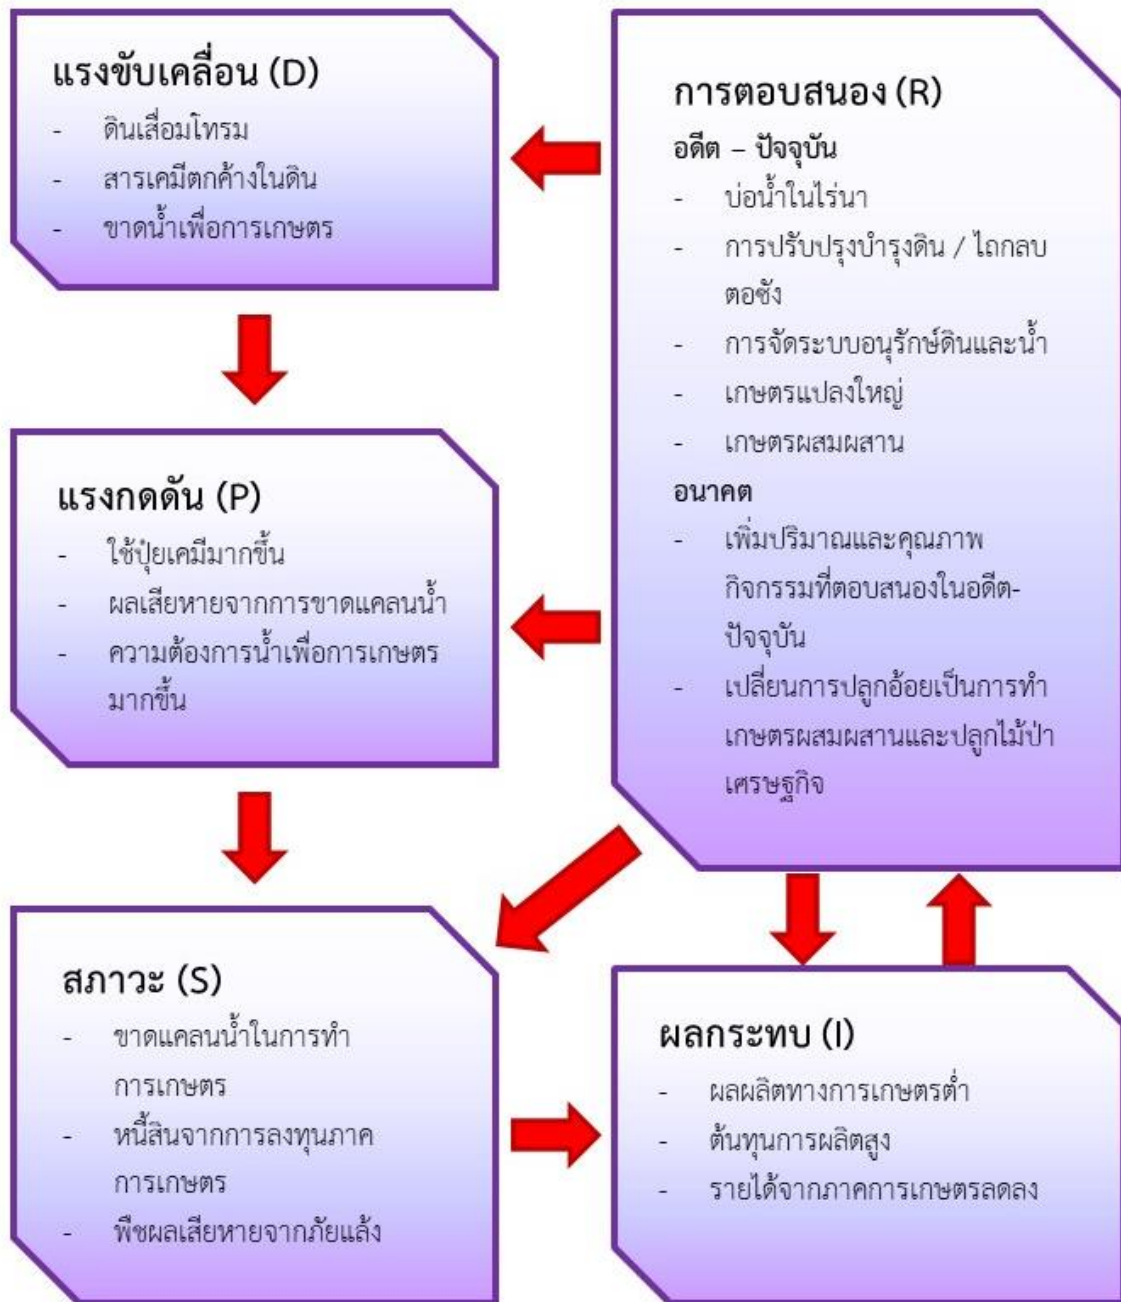 แรงขับเคลื่อน (D)
- ดินเสื่อมโทรม
- สารเคมีตกค้างในดิน
- ขาดน้ำเพื่อการเกษตร
แรงกดดัน (P)
- ใช้ปุ๋ยเคมีมากขึ้น
- ผลเสียหายจากการขาดแคลนน้ำ
- ความต้องการน้ำเพื่อการเกษตร
มากขึ้น
สภาวะ (S)
- ขาดแคลนน้ำในการทำ
การเกษตร
- หนี้สินจากการลงทุนภาค
การเกษตร
- พืชผลเสียหายจากภัยแล้ง
ผลกระทบ (I)
- ผลผลิตทางการเกษตรต่ำ
- ต้นทุนการผลิตสูง
- รายได้จากภาคการเกษตรลดลง
การตอบสนอง (R)
อดีต – ปัจจุบัน
- บ่อน้ำในไร่นา
- การปรับปรุงบำรุงดิน / ไถกลบ
ตอซัง
- การจัดระบบอนุรักษ์ดินและน้ำ
- เกษตรแปลงใหญ่
- เกษตรผสมผสาน
อนาคต
- เพิ่มปริมาณและคุณภาพ
กิจกรรมที่ตอบสนองในอดีต-
ปัจจุบัน
- เปลี่ยนการปลูกอ้อยเป็นการทำ
เกษตรผสมผสานและปลูกไม้ป่า
เศรษฐกิจ